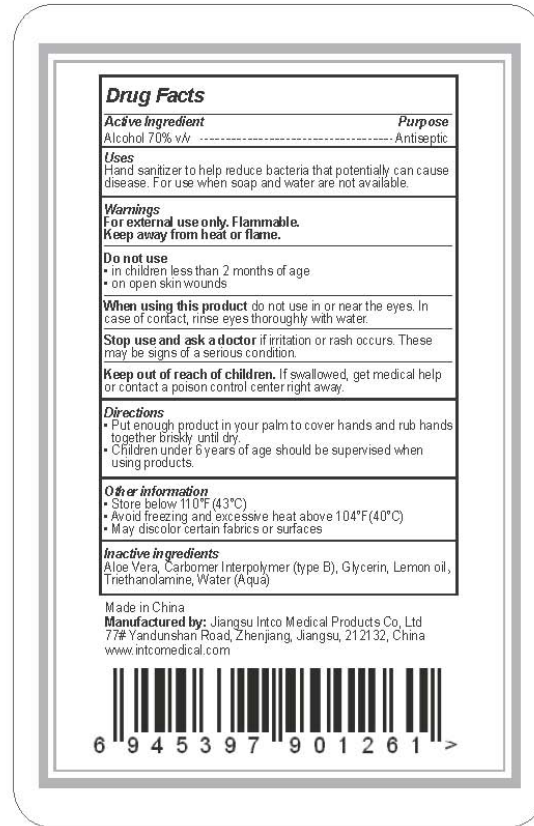 Drug Facts
Active Ingredient Purpose
Alcohol 70% v/v ---------------------------------------- Antiseptic
Uses
Hand sanitizer to help reduce bacteria that potentially can cause
disease. For use when soap and water are not available.
Warnings
For external use only. Flammable.
Keep away from heat or flame.
Do not use
▪ in children less than 2 months of age
▪ on open skin wounds
When using this product do not use in or near the eyes. In
case of contact, rinse eyes thoroughly with water.
Stop use and ask a doctor if irritation or rash occurs. These
may be signs of a serious condition.
Keep out of reach of children. If swallowed, get medical help
or contact a poison control center right away.
Directions
▪ Put enough product in your palm to cover hands and rub hands
together briskly until dry.
▪ Children under 6 years of age should be supervised when
using products.
Other information
▪ Store below 110°F(43°C)
▪ Avoid freezing and excessive heat above 104°F(40°C)
▪ May discolor certain fabrics or surfaces
Inactive ingredients
Aloe Vera, Carbomer Interpolymer (type B), Glycerin, Lemon oil,
Triethanolamine, Water (Aqua)
Made in China
Manufactured by: Jiangsu Intco Medical Products Co, Ltd
77# Yandunshan Road, Zhenjiang, Jiangsu, 212132, China
www.intcomedical.com
6 945397 901261 >